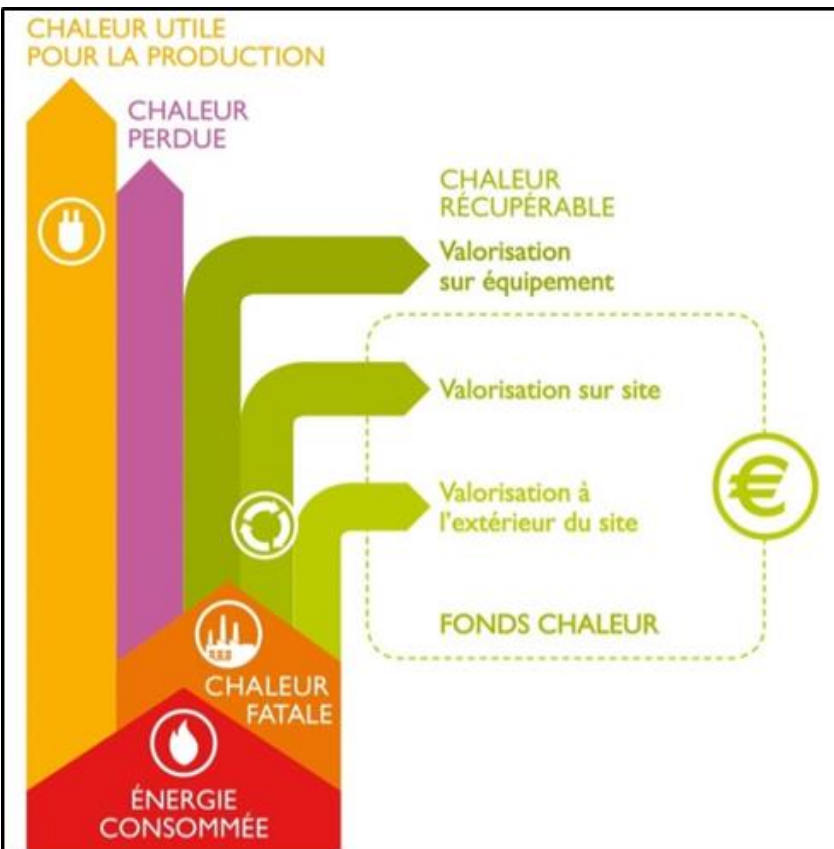 CHALEUR UTILE
POUR LA PRODUCTION
CHALEUR
PERDUE
CHALEUR
RÉCUPÉRABLE
Valorisation
sur équipement
Valorisation sur site
Valorisation à
l'extérieur du site
€
FONDS CHALEUR
CHALEUR
FATALE
ÉNERGIE
CONSOMMÉE